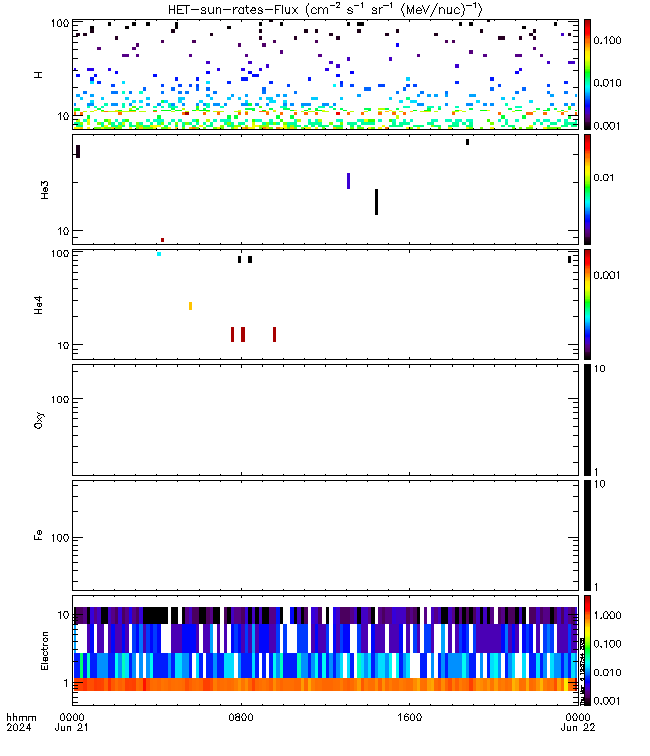 HET-sun-rates-Flux (cm⁻² s⁻¹ sr⁻¹ (MeV/nuc)⁻¹)
100
10
H
0.100
0.010
0.001
10
He3
0.01
100
10
He4
0.001
100
Oxy
10
1
100
Fe
10
1
10
1
Electron
1.000
0.100
0.010
0.001
hhmm
2024
0000
Jun 21
0800
1600
0000
Jun 22